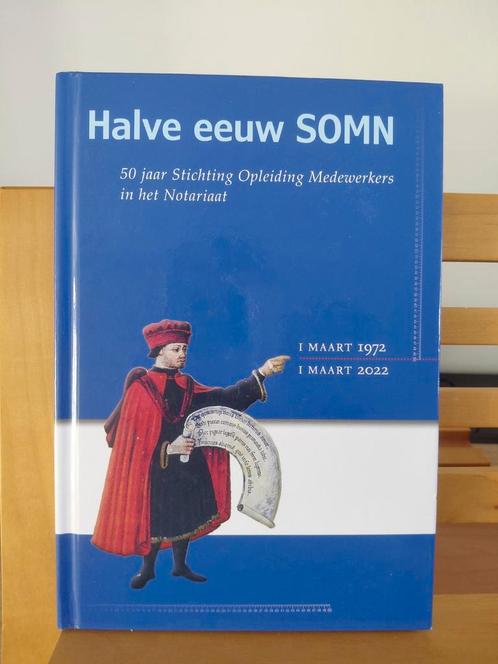 Halve eeuw SOMN
50 jaar Stichting Opleiding Medewerkers
in het Notariaat
1 MAART 1972
1 MAART 2022